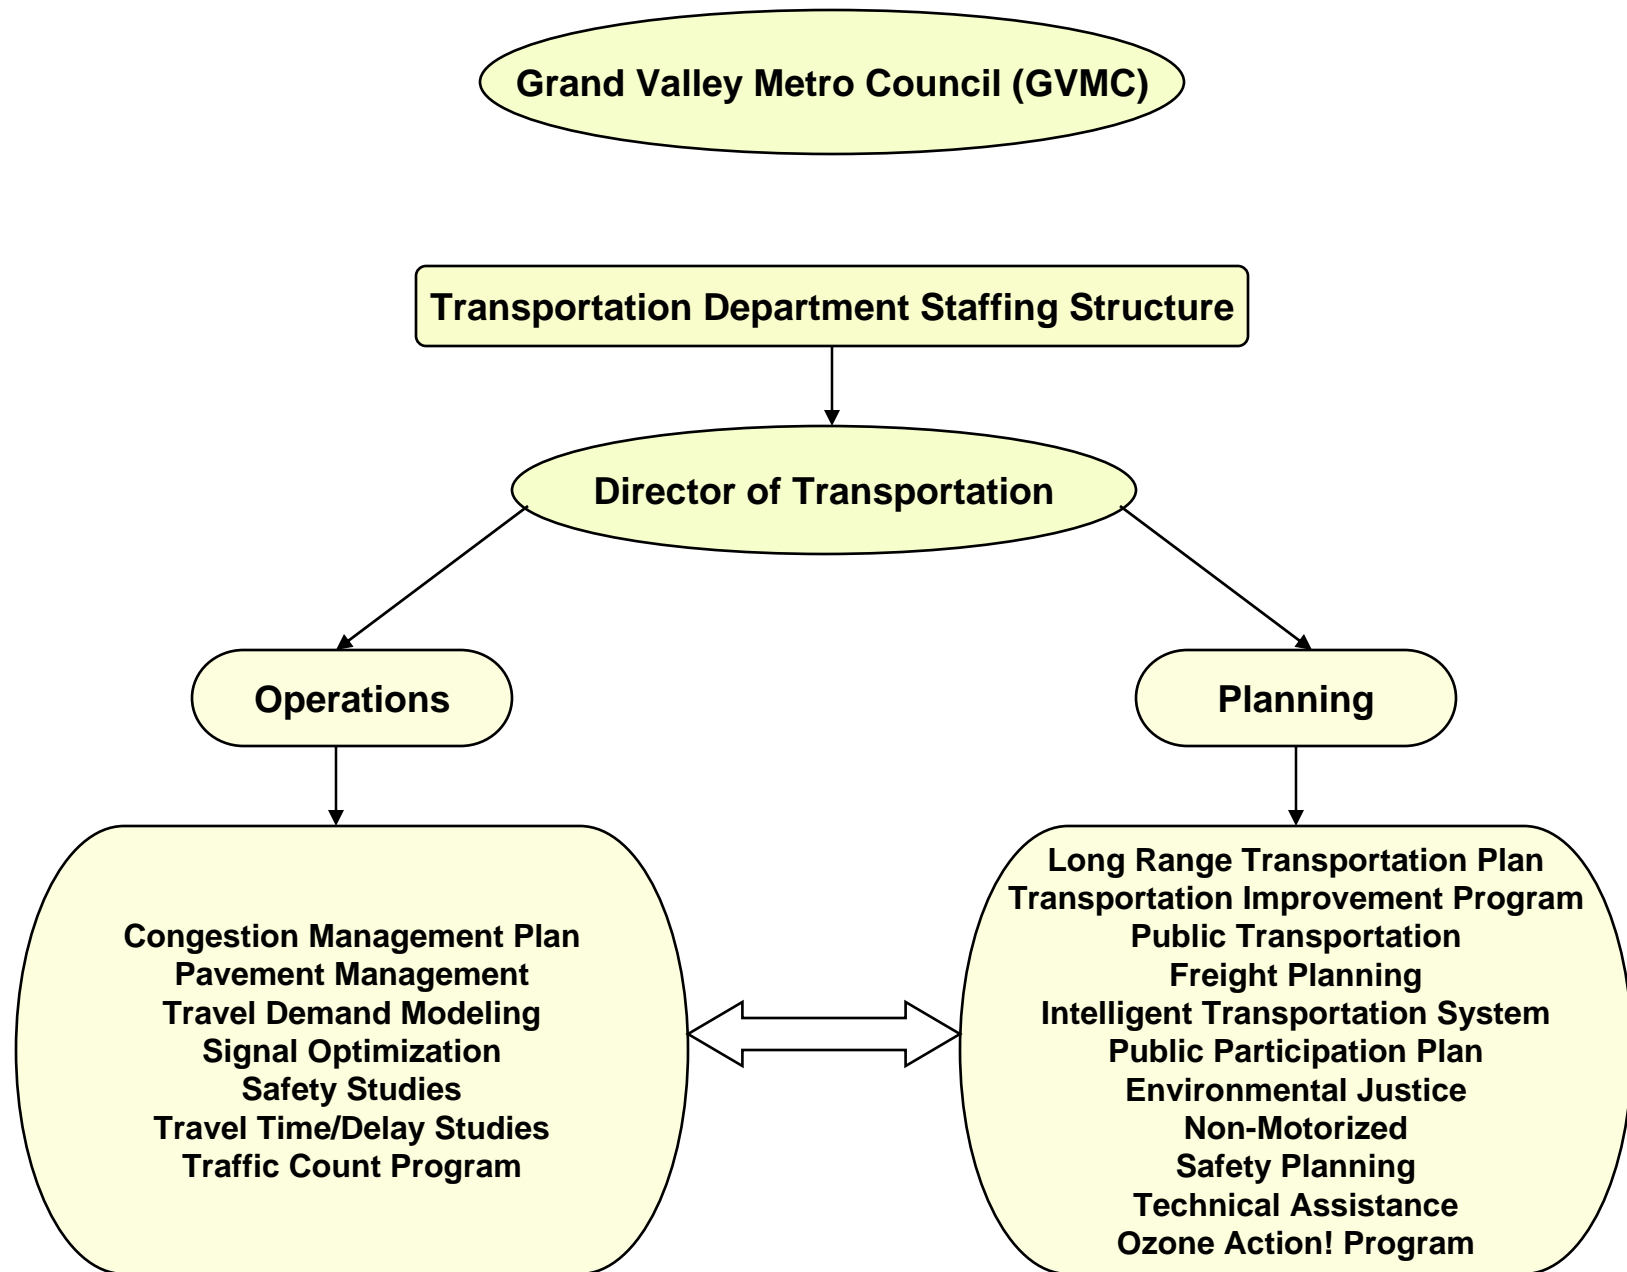 Grand Valley Metro Council (GVMC)
Transportation Department Staffing Structure
Director of Transportation
Operations
Planning
Congestion Management Plan
Pavement Management
Travel Demand Modeling
Signal Optimization
Safety Studies
Travel Time/Delay Studies
Traffic Count Program
Long Range Transportation Plan
Transportation Improvement Program
Public Transportation
Freight Planning
Intelligent Transportation System
Public Participation Plan
Environmental Justice
Non-Motorized
Safety Planning
Technical Assistance
Ozone Action! Program